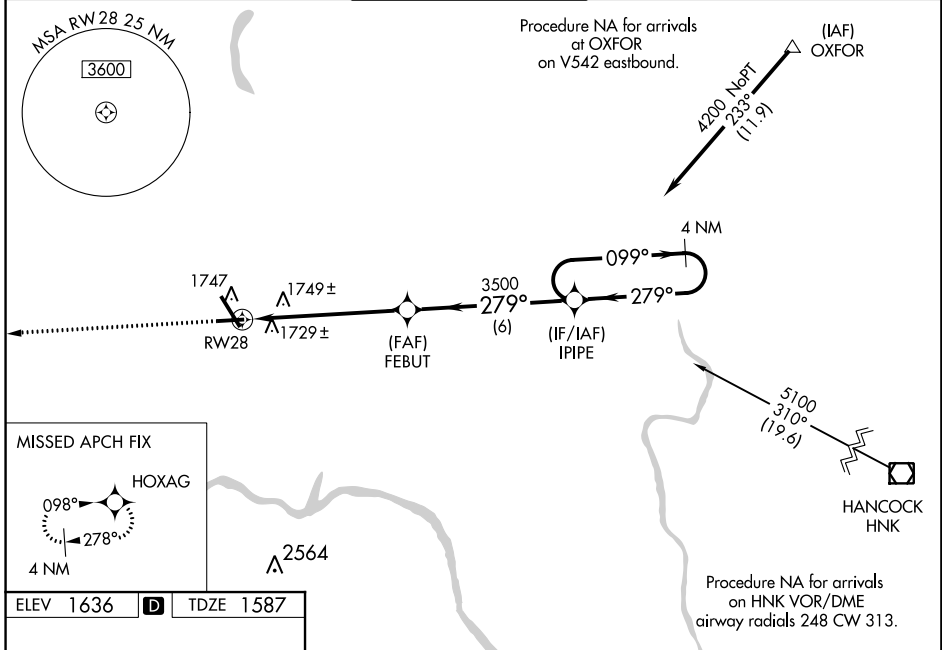 MSA RW 28 25 NM
3600
Procedure NA for arrivals
at OXFOR
on V542 eastbound.
(IAF)
OXFOR
4200 NoPT
233°
(11.9)
4 NM
099°
279°
3500
279°
(6)
1747
1749±
1729±
RW28
(FAF)
FEBUT
(IF/IAF)
IPIPE
5100
310°
(19.6)
HANCOCK
HNK
MISSED APCH FIX
HOXAG
098°
278°
4 NM
2564
Procedure NA for arrivals
on HNK VOR/DME
airway radials 248 CW 313.
ELEV 1636 D TDZE 1587